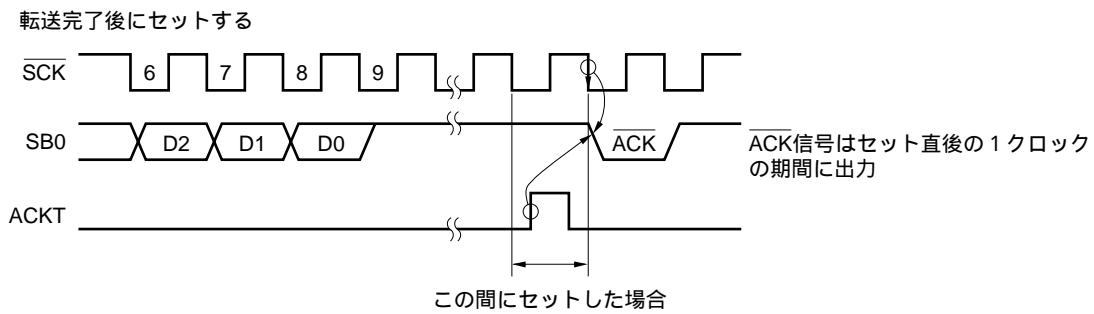 転送完了後にセットする
SCK
6 7 8 9
SB0
D2 D1 D0
ACK
ACK信号はセット直後の1クロック
の期間に出力
ACKT
この間にセットした場合